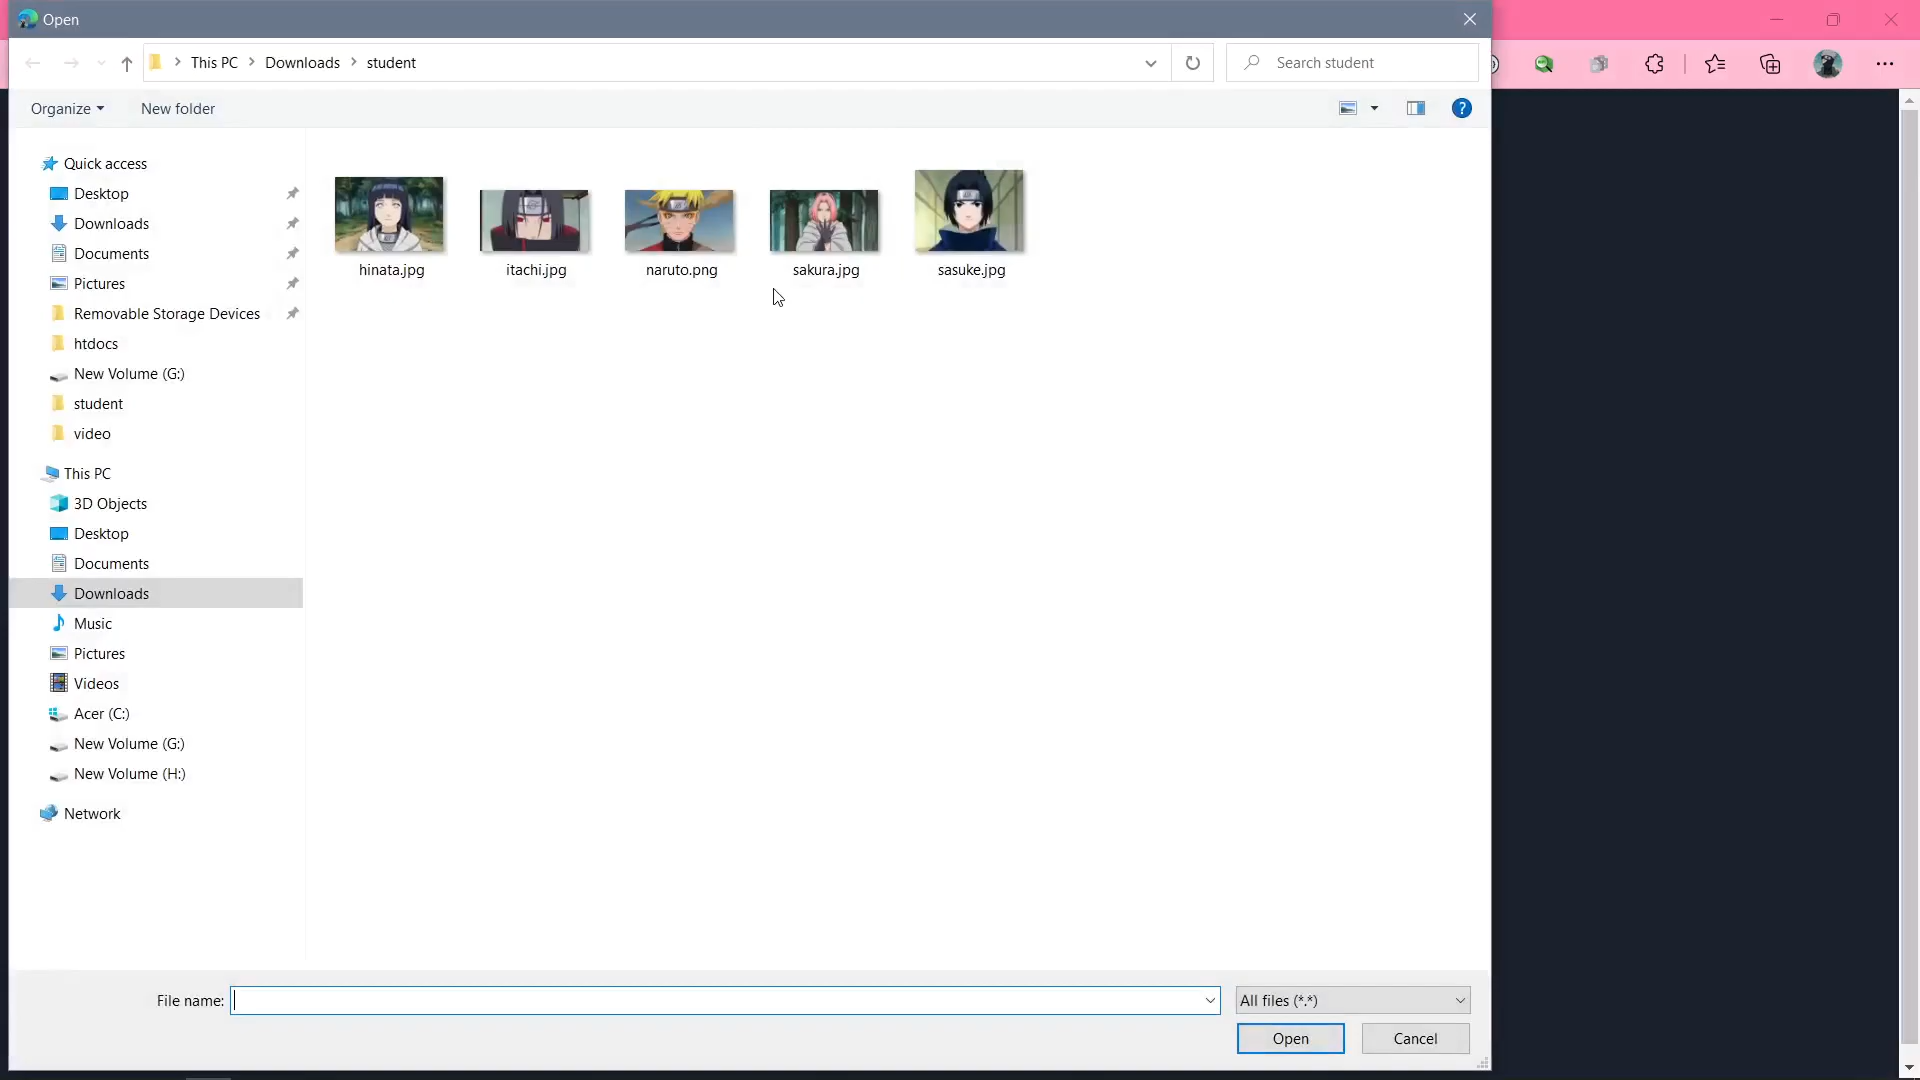 Open
This PC
Downloads
student
Search student
Organize
New folder
?
Quick access
Desktop
Downloads
Documents
Pictures
Removable Storage Devices
htdocs
New Volume (G:)
student
video
This PC
3D Objects
Desktop
Documents
Downloads
Music
Pictures
Videos
Acer (C:)
New Volume (G:)
New Volume (H:)
Network
hinata.jpg
itachi.jpg
naruto.png
sakura.jpg
sasuke.jpg
File name:
All files (*.*)
Open
Cancel